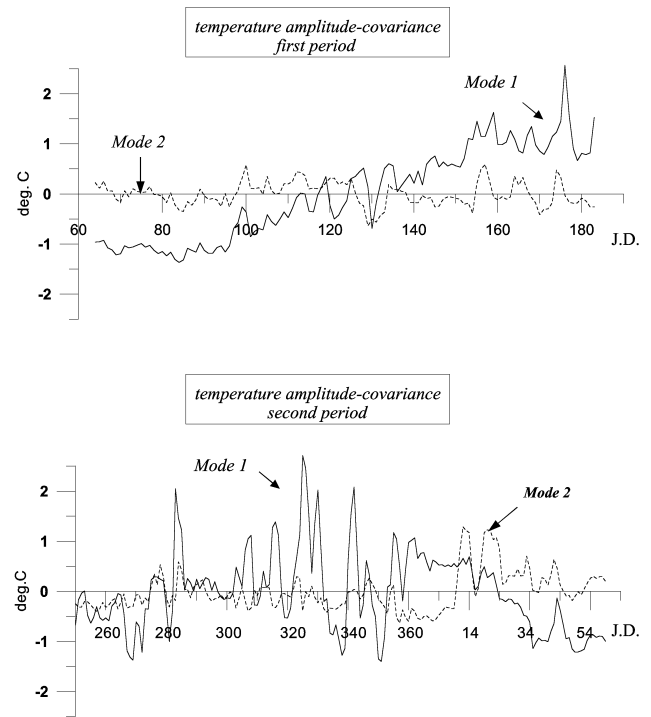 temperature amplitude-covariance
first period
2
Mode 1
Mode 2
1
deg. C
0
60
80
100
120
140
160
180
J.D.
-1
-2
temperature amplitude-covariance
second period
Mode 1
2
Mode 2
1
deg.C
0
260
280
300
320
340
360
14
34
54
J.D.
-1
-2